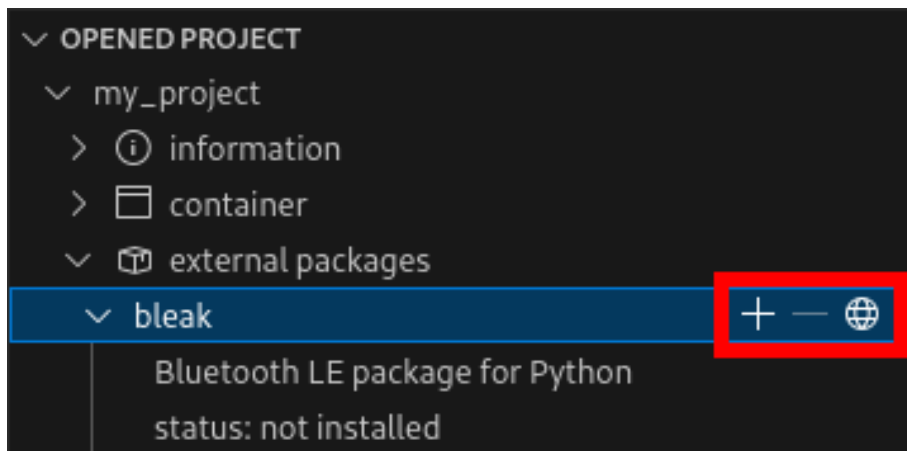 OPENED PROJECT
my_project
information
container
external packages
bleak
Bluetooth LE package for Python
status: not installed